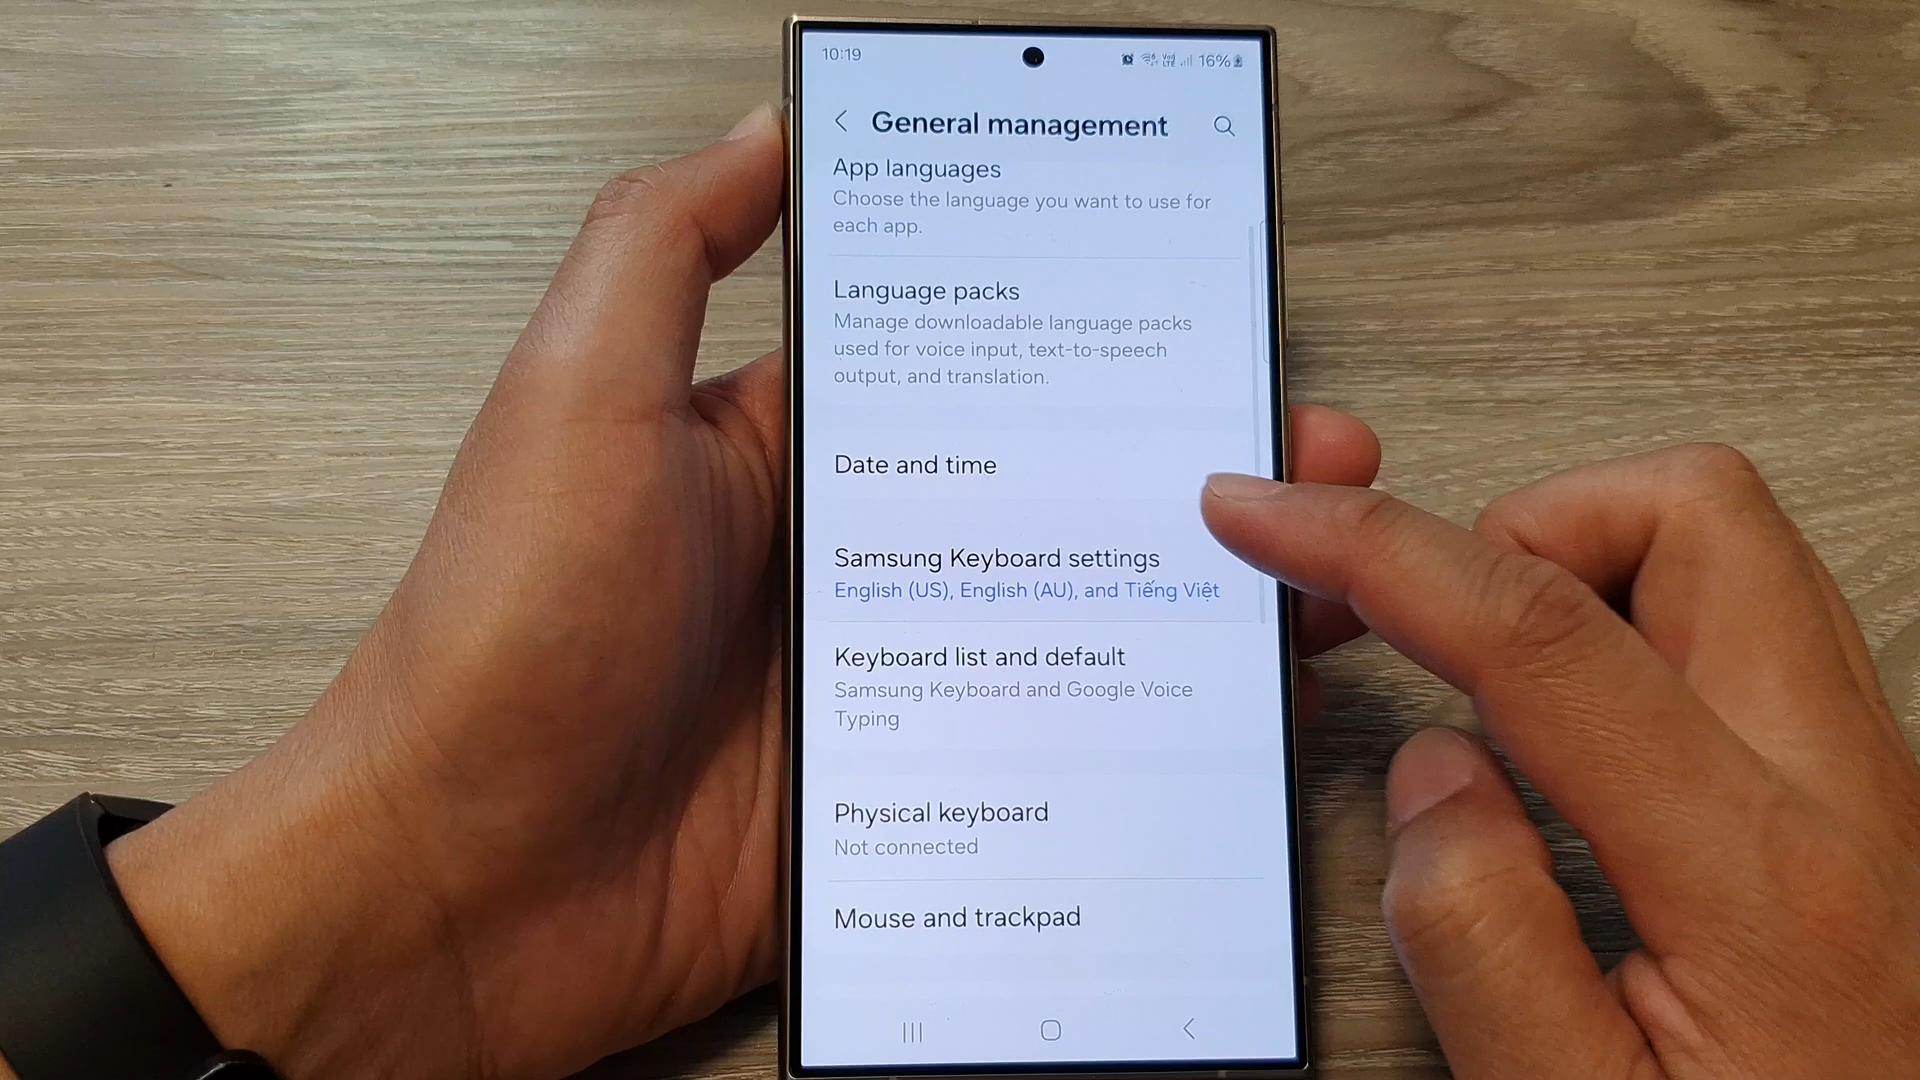 10:19
Vo)) LTE 16%
General management
App languages
Choose the language you want to use for
each app.
Language packs
Manage downloadable language packs
used for voice input, text-to-speech
output, and translation.
Date and time
Samsung Keyboard settings
English (US), English (AU), and Tiếng Việt
Keyboard list and default
Samsung Keyboard and Google Voice
Typing
Physical keyboard
Not connected
Mouse and trackpad